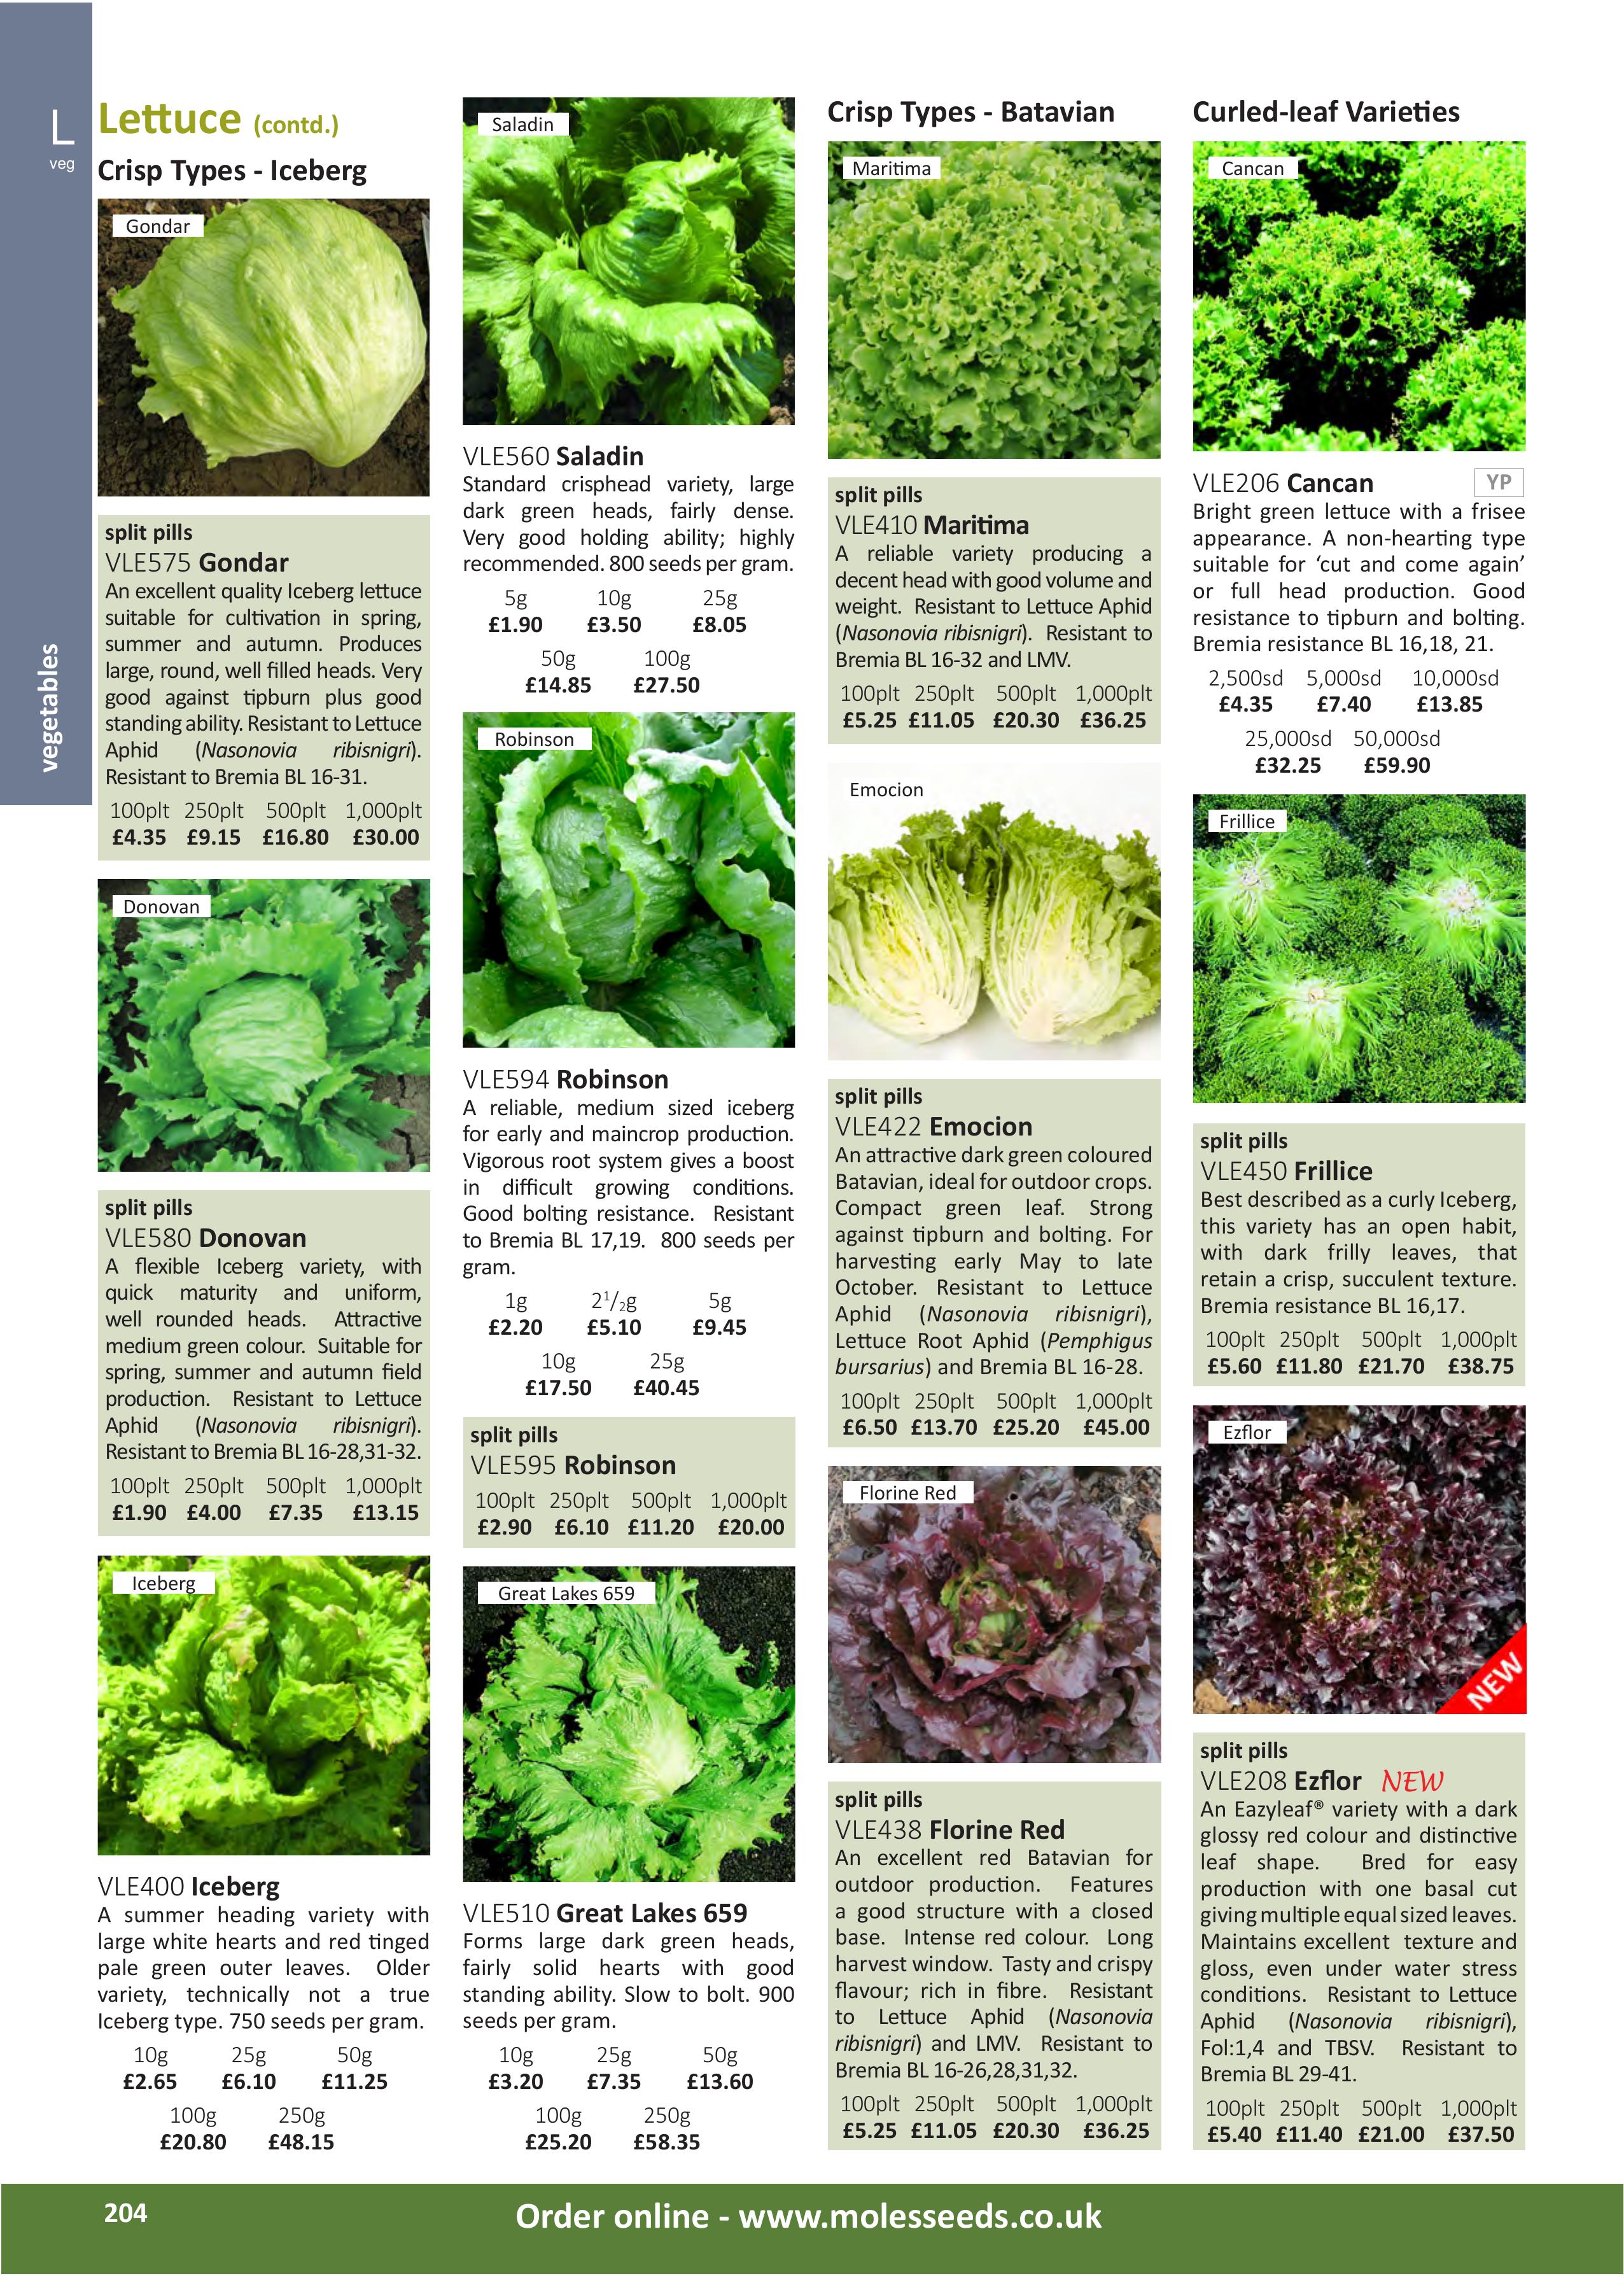 L
veg
vegetables
Lettuce (contd.)
Crisp Types - Iceberg
Gondar
split pills
VLE575 Gondar
An excellent quality Iceberg lettuce
suitable for cultivation in spring,
summer and autumn. Produces
large, round, well filled heads. Very
good against tipburn plus good
standing ability. Resistant to Lettuce
Aphid (Nasonovia ribisnigri).
Resistant to Bremia BL 16-31.
100plt 250plt 500plt 1,000plt
£4.35 £9.15 £16.80 £30.00
Donovan
split pills
VLE580 Donovan
A flexible Iceberg variety, with
quick maturity and uniform,
well rounded heads. Attractive
medium green colour. Suitable for
spring, summer and autumn field
production. Resistant to Lettuce
Aphid (Nasonovia ribisnigri).
Resistant to Bremia BL 16-28,31-32.
100plt 250plt 500plt 1,000plt
£1.90 £4.00 £7.35 £13.15
Iceberg
VLE400 Iceberg
A summer heading variety with
large white hearts and red tinged
pale green outer leaves. Older
variety, technically not a true
Iceberg type. 750 seeds per gram.
10g 25g 50g
£2.65 £6.10 £11.25
100g 250g
£20.80 £48.15
Saladin
VLE560 Saladin
Standard crisphead variety, large
dark green heads, fairly dense.
Very good holding ability; highly
recommended. 800 seeds per gram.
5g 10g 25g
£1.90 £3.50 £8.05
50g 100g
£14.85 £27.50
Robinson
VLE594 Robinson
A reliable, medium sized iceberg
for early and maincrop production.
Vigorous root system gives a boost
in difficult growing conditions.
Good bolting resistance. Resistant
to Bremia BL 17,19. 800 seeds per
gram.
1g 2 1/2g 5g
£2.20 £5.10 £9.45
10g 25g
£17.50 £40.45
split pills
VLE595 Robinson
100plt 250plt 500plt 1,000plt
£2.90 £6.10 £11.20 £20.00
Great Lakes 659
VLE510 Great Lakes 659
Forms large dark green heads,
fairly solid hearts with good
standing ability. Slow to bolt. 900
seeds per gram.
10g 25g 50g
£3.20 £7.35 £13.60
100g 250g
£25.20 £58.35
Crisp Types - Batavian
Maritima
split pills
VLE410 Maritima
A reliable variety producing a
decent head with good volume and
weight. Resistant to Lettuce Aphid
(Nasonovia ribisnigri). Resistant to
Bremia BL 16-32 and LMV.
100plt 250plt 500plt 1,000plt
£5.25 £11.05 £20.30 £36.25
Emocion
split pills
VLE422 Emocion
An attractive dark green coloured
Batavian, ideal for outdoor crops.
Compact green leaf. Strong
against tipburn and bolting. For
harvesting early May to late
October. Resistant to Lettuce
Aphid (Nasonovia ribisnigri),
Lettuce Root Aphid (Pemphigus
bursarius) and Bremia BL 16-28.
100plt 250plt 500plt 1,000plt
£6.50 £13.70 £25.20 £45.00
Florine Red
split pills
VLE438 Florine Red
An excellent red Batavian for
outdoor production. Features
a good structure with a closed
base. Intense red colour. Long
harvest window. Tasty and crispy
flavour; rich in fibre. Resistant
to Lettuce Aphid (Nasonovia
ribisnigri) and LMV. Resistant to
Bremia BL 16-26,28,31,32.
100plt 250plt 500plt 1,000plt
£5.25 £11.05 £20.30 £36.25
Curled-leaf Varieties
Cancan
VLE206 Cancan YP
Bright green lettuce with a frisee
appearance. A non-hearting type
suitable for ‘cut and come again’
or full head production. Good
resistance to tipburn and bolting.
Bremia resistance BL 16,18, 21.
2,500sd 5,000sd 10,000sd
£4.35 £7.40 £13.85
25,000sd 50,000sd
£32.25 £59.90
Frillice
split pills
VLE450 Frillice
Best described as a curly Iceberg,
this variety has an open habit,
with dark frilly leaves, that
retain a crisp, succulent texture.
Bremia resistance BL 16,17.
100plt 250plt 500plt 1,000plt
£5.60 £11.80 £21.70 £38.75
Ezflor
NEW
split pills
VLE208 Ezflor NEW
An Eazyleaf® variety with a dark
glossy red colour and distinctive
leaf shape. Bred for easy
production with one basal cut
giving multiple equal sized leaves.
Maintains excellent texture and
gloss, even under water stress
conditions. Resistant to Lettuce
Aphid (Nasonovia ribisnigri),
Fol:1,4 and TBSV. Resistant to
Bremia BL 29-41.
100plt 250plt 500plt 1,000plt
£5.40 £11.40 £21.00 £37.50
204
Order online - www.molesseeds.co.uk